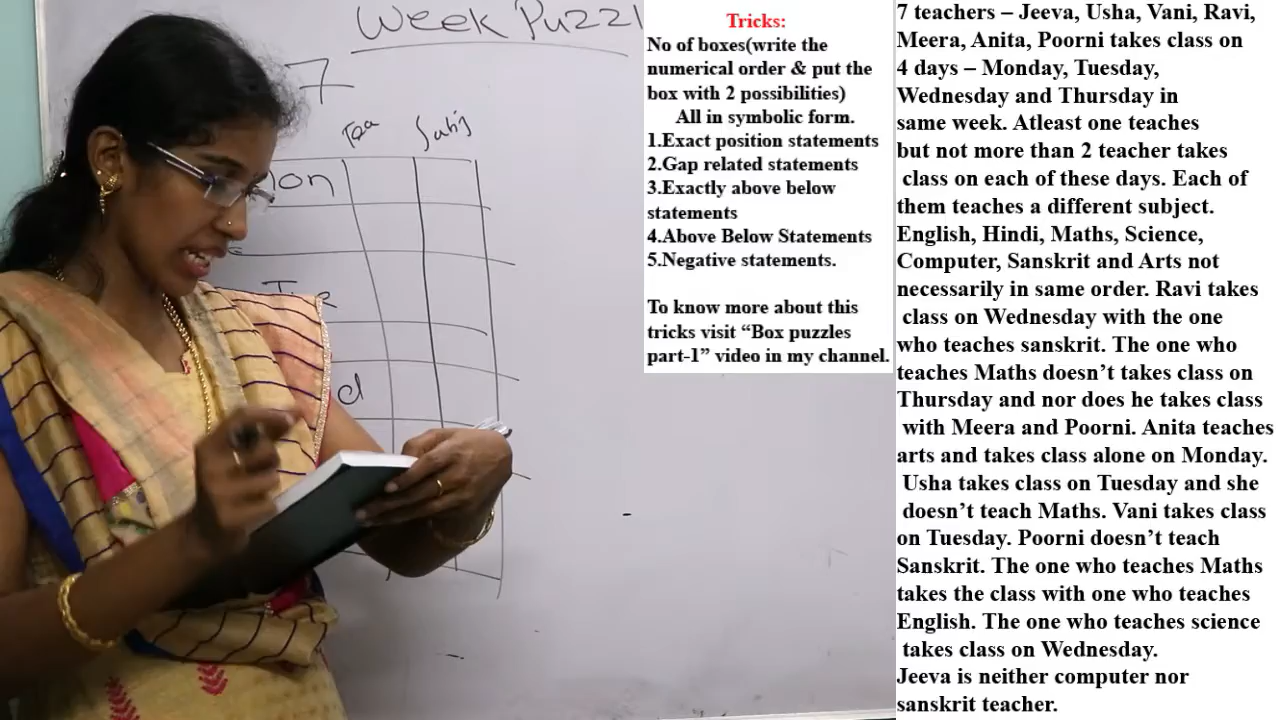 Week Puzzl
7
Tea Subj
Mon
Tue
d
Tricks:
No of boxes(write the
numerical order & put the
box with 2 possibilities)
All in symbolic form.
1.Exact position statements
2.Gap related statements
3.Exactly above below
statements
4.Above Below Statements
5.Negative statements.
To know more about this
tricks visit “Box puzzles
part-1” video in my channel.
7 teachers – Jeeva, Usha, Vani, Ravi,
Meera, Anita, Poorni takes class on
4 days – Monday, Tuesday,
Wednesday and Thursday in
same week. Atleast one teaches
but not more than 2 teacher takes
class on each of these days. Each of
them teaches a different subject.
English, Hindi, Maths, Science,
Computer, Sanskrit and Arts not
necessarily in same order. Ravi takes
class on Wednesday with the one
who teaches sanskrit. The one who
teaches Maths doesn’t takes class on
Thursday and nor does he takes class
with Meera and Poorni. Anita teaches
arts and takes class alone on Monday.
Usha takes class on Tuesday and she
doesn’t teach Maths. Vani takes class
on Tuesday. Poorni doesn’t teach
Sanskrit. The one who teaches Maths
takes the class with one who teaches
English. The one who teaches science
takes class on Wednesday.
Jeeva is neither computer nor
sanskrit teacher.